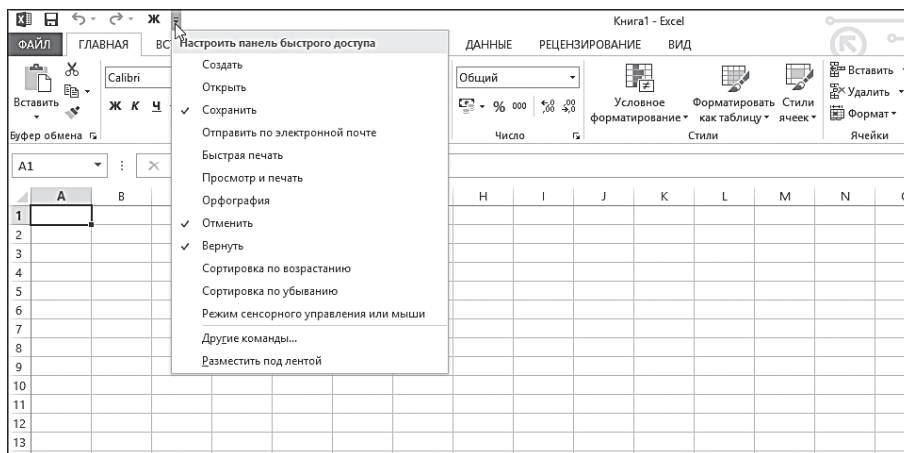 Ж
Книга1 - Excel
ФАЙЛ ГЛАВНАЯ ВС ДАННЫЕ РЕЦЕНЗИРОВАНИЕ ВИД
Настроить панель быстрого доступа
Создать
Открыть
Сохранить
Отправить по электронной почте
Быстрая печать
Просмотр и печать
Орфография
Отменить
Вернуть
Сортировка по возрастанию
Сортировка по убыванию
Режим сенсорного управления или мыши
Другие команды...
Разместить под лентой
Вставить
Буфер обмена
Calibri
Ж К Ч
Общий
% 000 ,00 ,00
Число
Условное форматирование
Форматировать как таблицу
Стили ячеек
Стили
Вставить
Удалить
Формат
Ячейки
A1
A B H I J K L M N
1
2
3
4
5
6
7
8
9
10
11
12
13